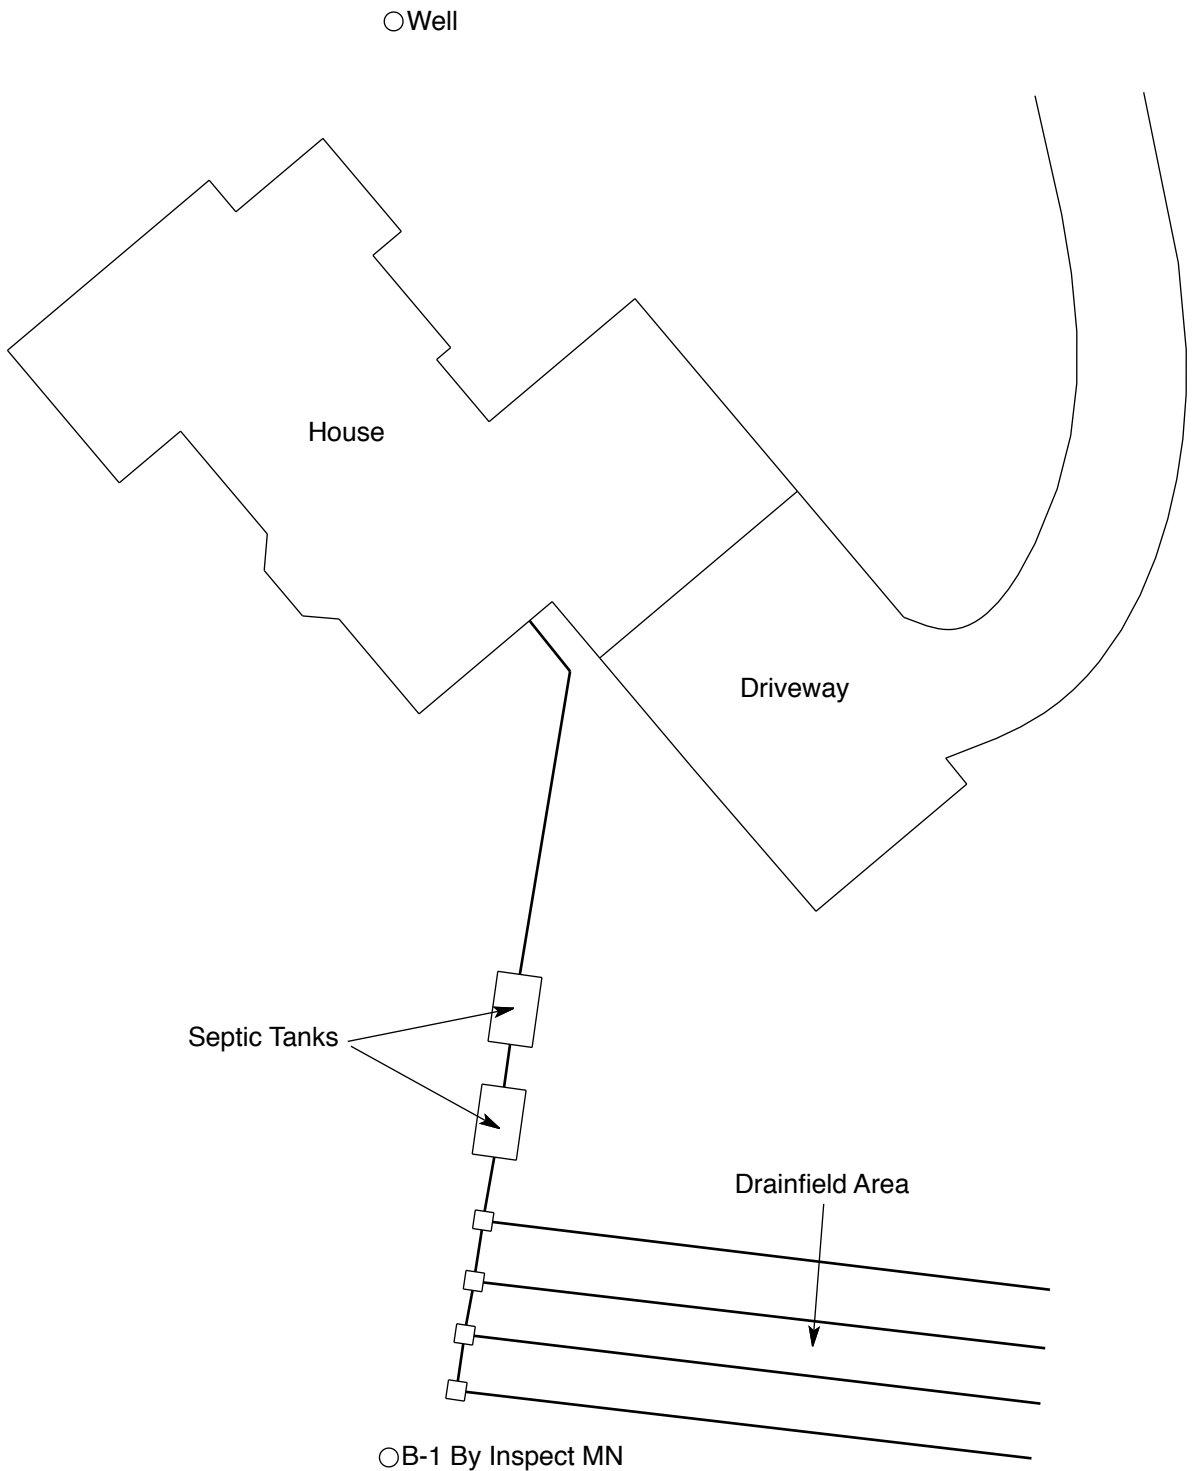 Well
House
Driveway
Septic Tanks
Drainfield Area
B-1 By Inspect MN